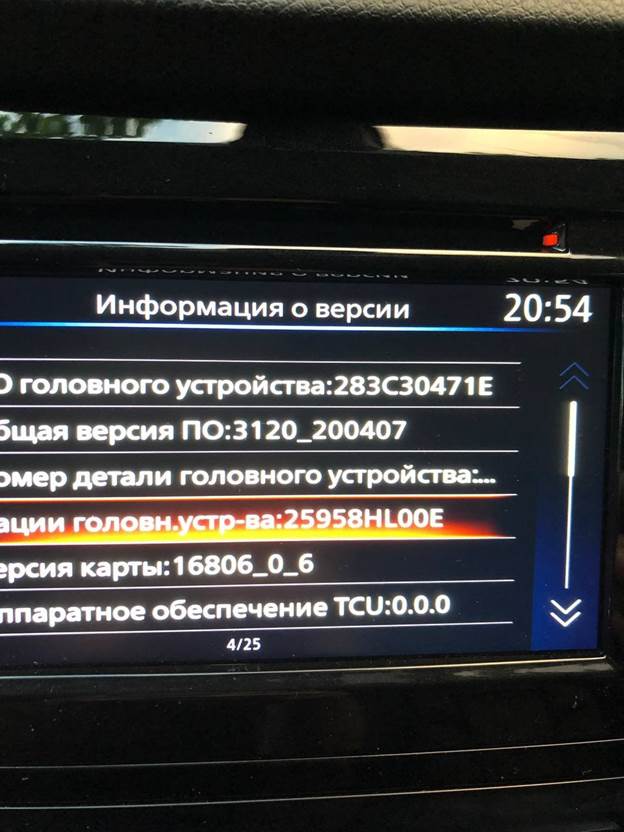 Информация о версии
20:54
О головного устройства:283C30471E
бщая версия ПО:3120_200407
омер детали головного устройства:...
ации головн.устр-ва:25958HL00E
ерсия карты:16806_0_6
ппаратное обеспечение TCU:0.0.0
4/25